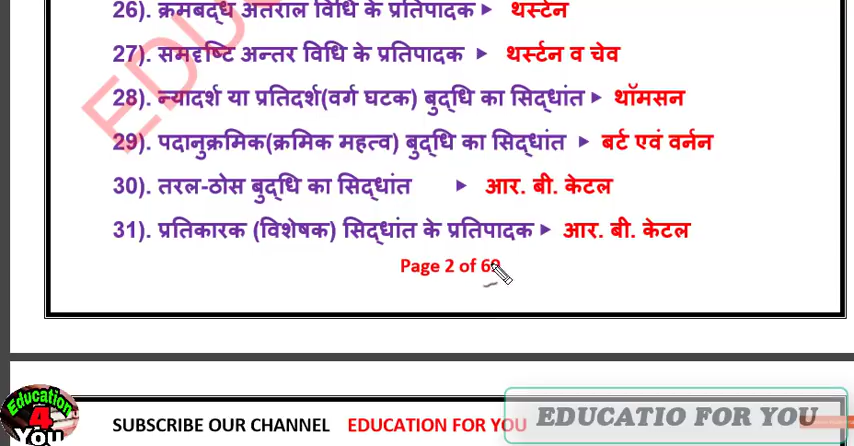 26). क्रमबद्ध अंतराल विधि के प्रतिपादक ▶ थर्स्टन
27). समदृष्टि अन्तर विधि के प्रतिपादक ▶ थर्स्टन व चेव
28). न्यादर्श या प्रतिदर्श(वर्ग घटक) बुद्धि का सिद्धांत ▶ थॉमसन
29). पदानुक्रमिक(क्रमिक महत्व) बुद्धि का सिद्धांत ▶ बर्ट एवं वर्नन
30). तरल-ठोस बुद्धि का सिद्धांत ▶ आर. बी. केटल
31). प्रतिकारक (विशेषक) सिद्धांत के प्रतिपादक ▶ आर. बी. केटल
Page 2 of 60
Education
4
You
SUBSCRIBE OUR CHANNEL EDUCATION FOR YOU
EDUCATIO FOR YOU